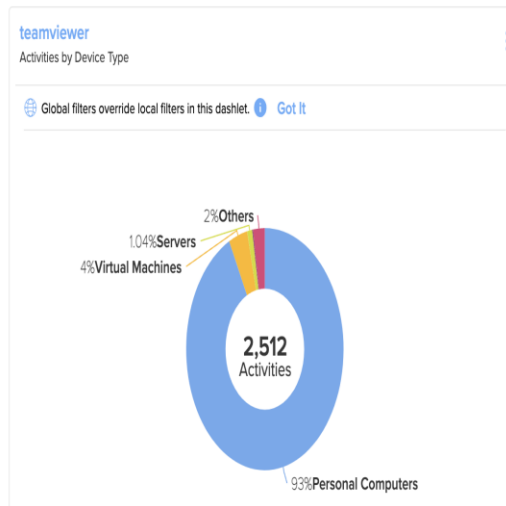 teamviewer
Activities by Device Type
Global filters override local filters in this dashlet. i Got It
2%Others
1.04%Servers
4%Virtual Machines
2,512
Activities
93%Personal Computers